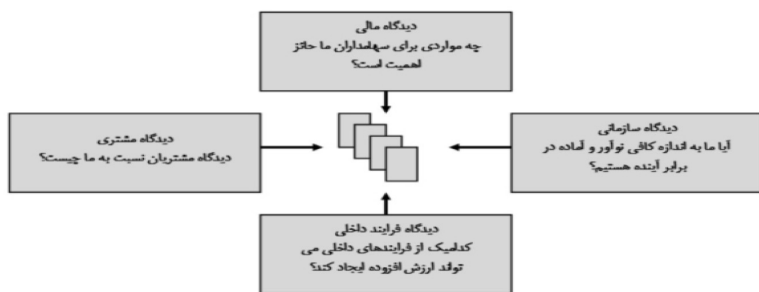 دیدگاه مالی
چه مواردی برای سهامداران ما حائز
اهمیت است؟
دیدگاه سازمانی
آیا ما به اندازه کافی نوآور و آماده در
برابر آینده هستیم؟
دیدگاه مشتری
دیدگاه مشتریان نسبت به ما چیست؟
دیدگاه فرایند داخلی
کدامیک از فرایندهای داخلی می
تواند ارزش افزوده ایجاد کند؟